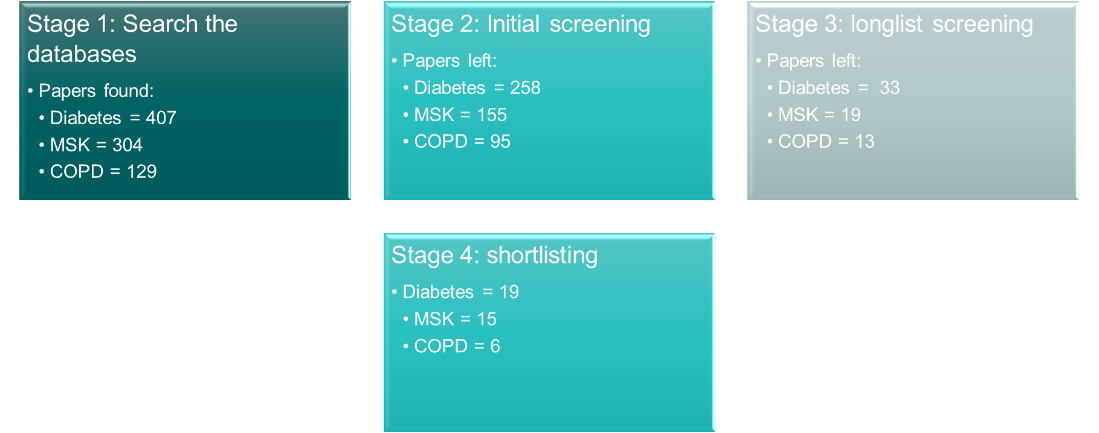 Stage 1: Search the
databases
• Papers found:
• Diabetes = 407
• MSK = 304
• COPD = 129
Stage 2: Initial screening
• Papers left:
• Diabetes = 258
• MSK = 155
• COPD = 95
Stage 3: longlist screening
• Papers left:
• Diabetes = 33
• MSK = 19
• COPD = 13
Stage 4: shortlisting
• Diabetes = 19
• MSK = 15
• COPD = 6